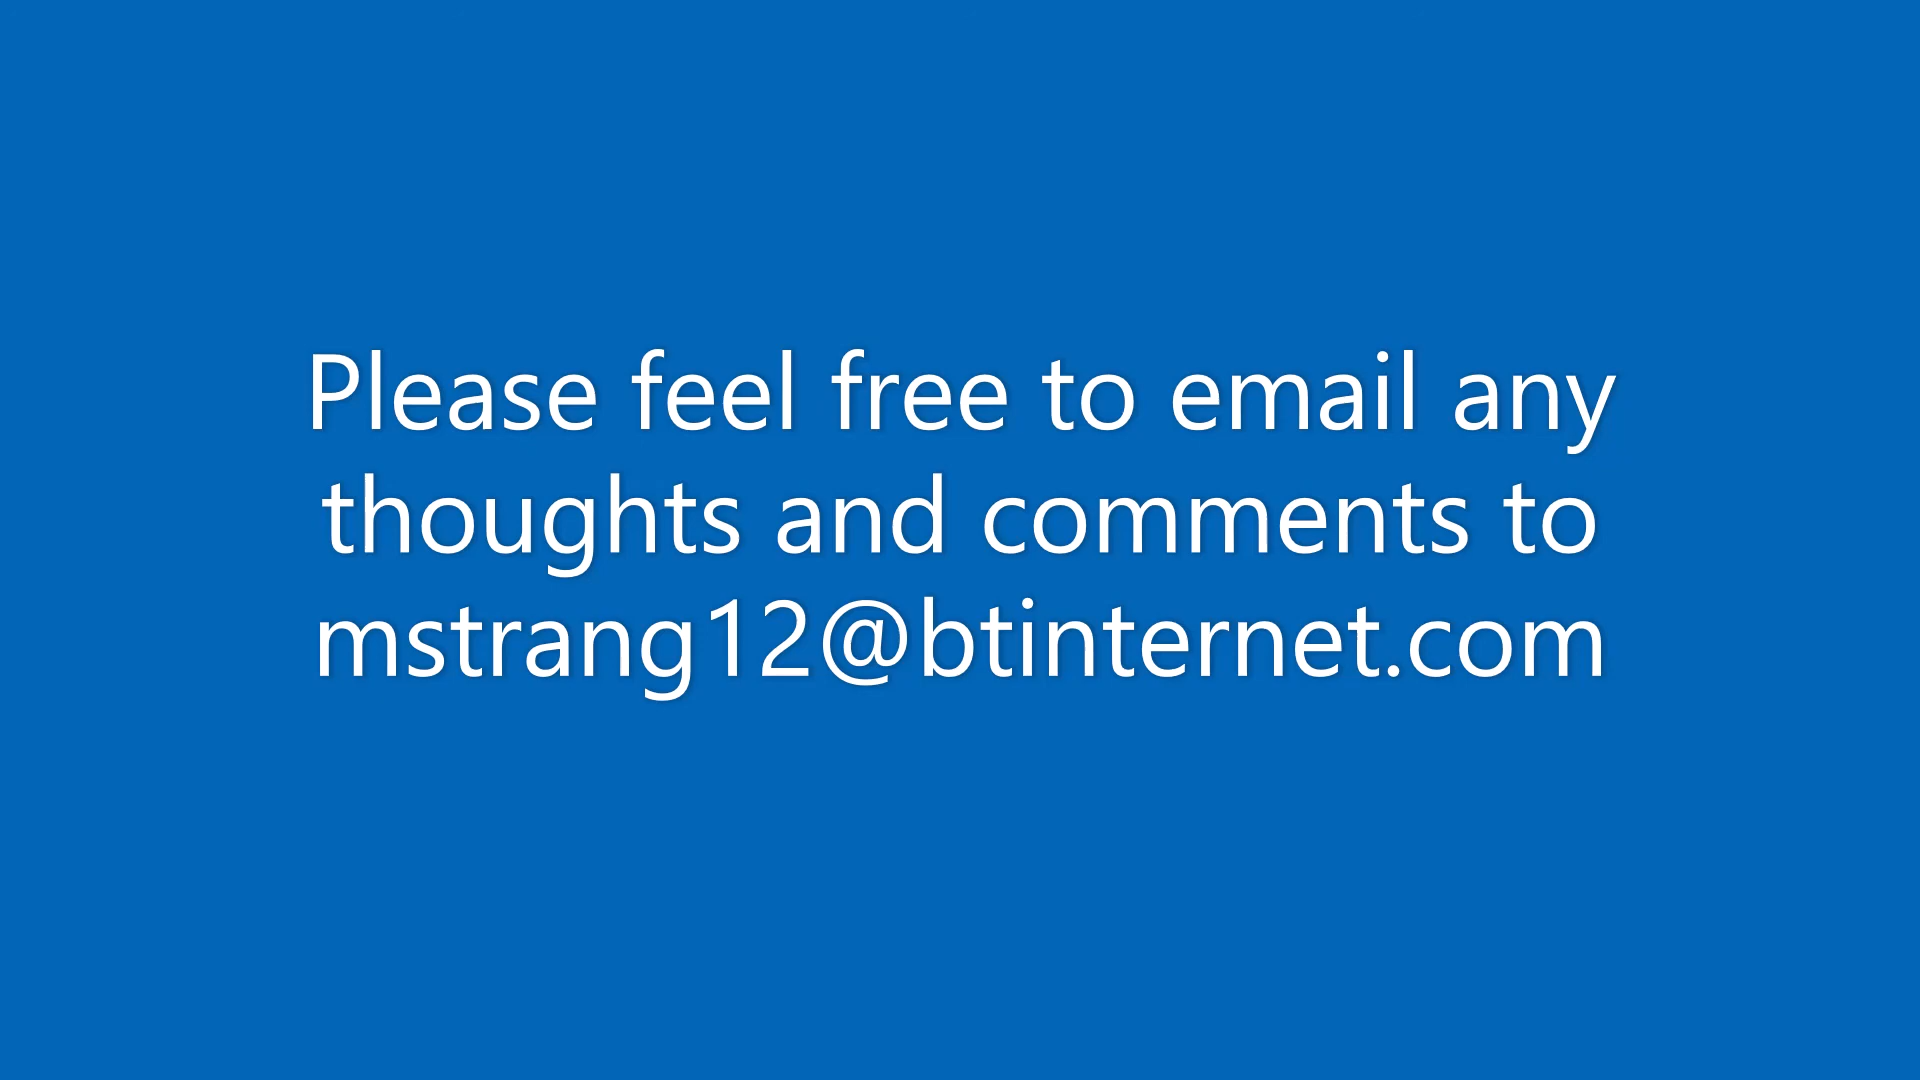 Please feel free to email any
thoughts and comments to
mstrang12@btinternet.com